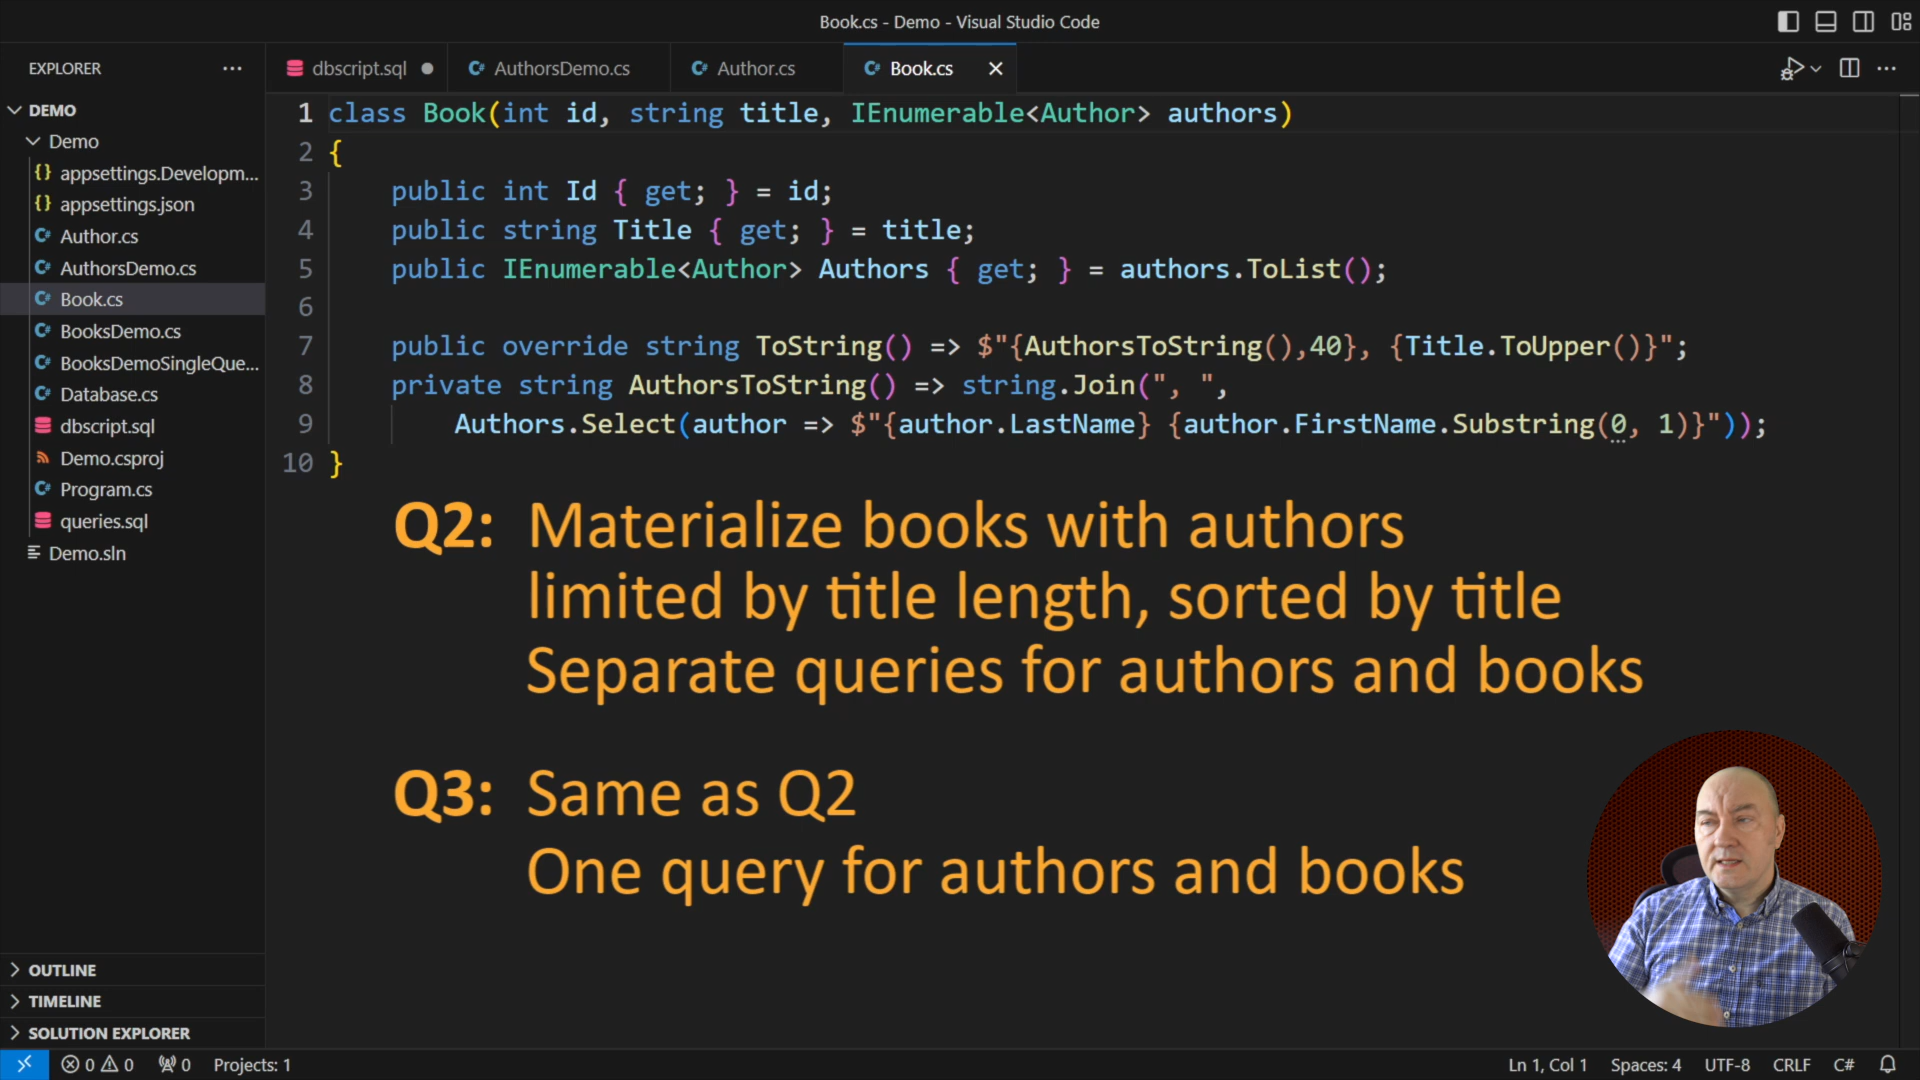 Book.cs - Demo - Visual Studio Code
EXPLORER
dbscript.sql
AuthorsDemo.cs
Author.cs
Book.cs
DEMO
Demo
appsettings.Developm...
appsettings.json
Author.cs
AuthorsDemo.cs
Book.cs
BooksDemo.cs
BooksDemoSingleQue...
Database.cs
dbscript.sql
Demo.csproj
Program.cs
queries.sql
Demo.sln
OUTLINE
TIMELINE
SOLUTION EXPLORER
1 class Book(int id, string title, IEnumerable<Author> authors)
2 {
3 public int Id { get; } = id;
4 public string Title { get; } = title;
5 public IEnumerable<Author> Authors { get; } = authors.ToList();
6
7 public override string ToString() => $"{AuthorsToString(),40}, {Title.ToUpper()}";
8 private string AuthorsToString() => string.Join(", ",
9 Authors.Select(author => $"{author.LastName} {author.FirstName.Substring(0, 1)}"));
10 }
Q2: Materialize books with authors
limited by title length, sorted by title
Separate queries for authors and books
Q3: Same as Q2
One query for authors and books
0 0 0 Projects: 1
Ln 1, Col 1 Spaces: 4 UTF-8 CRLF C#